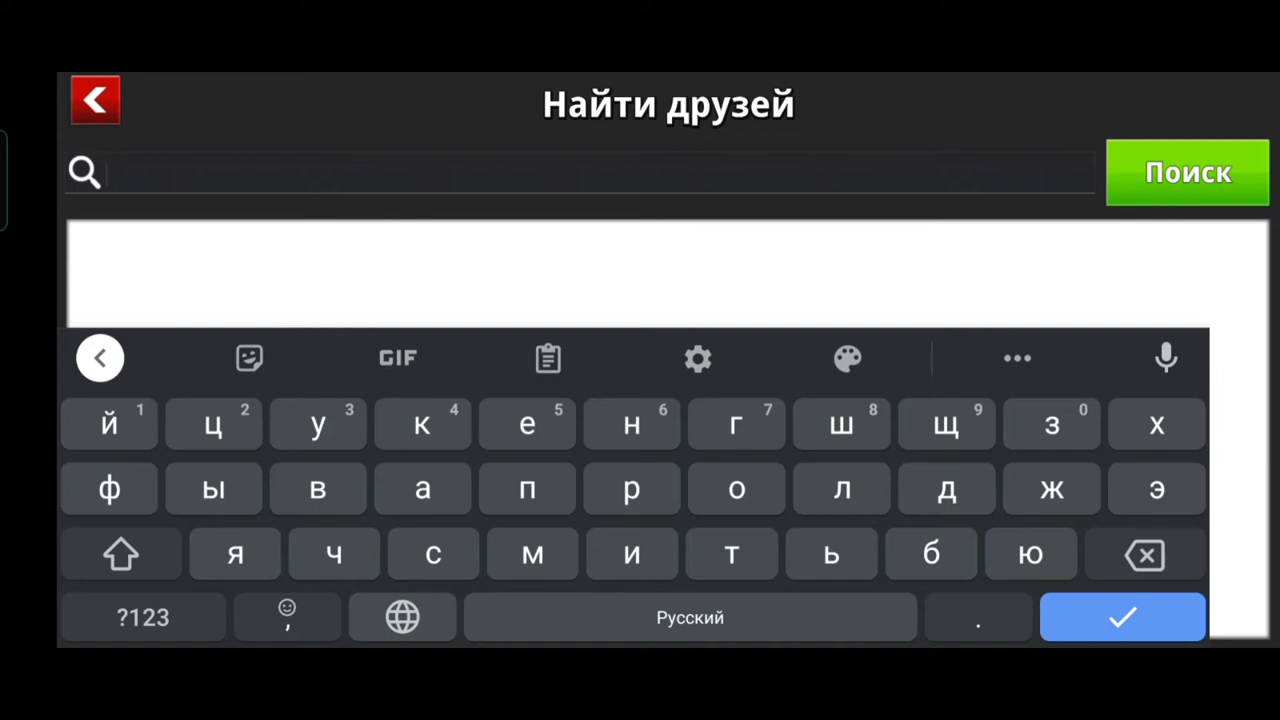 Найти друзей
Поиск
GIF
й 1 ц 2 у 3 к 4 е 5 н 6 г 7 ш 8 щ 9 з 0 х
ф ы в а п р о л д ж э
я ч с м и т ь б ю
?123 , Русский .